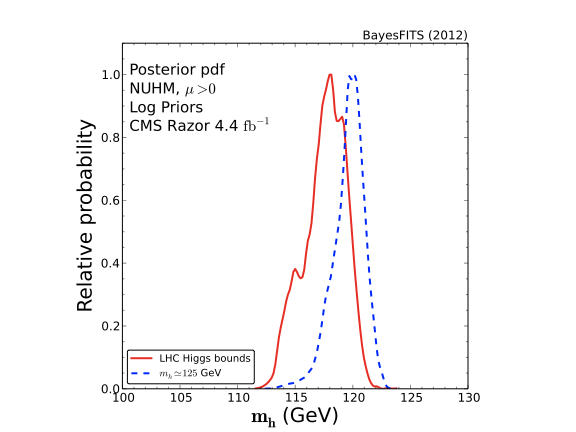 BayesFITS (2012)
Posterior pdf
NUHM, μ >0
Log Priors
CMS Razor 4.4 fb⁻¹
Relative probability
1.0
0.8
0.6
0.4
0.2
0.0
LHC Higgs bounds
mₕ≃125 GeV
100 105 110 115 120 125 130
mₕ (GeV)